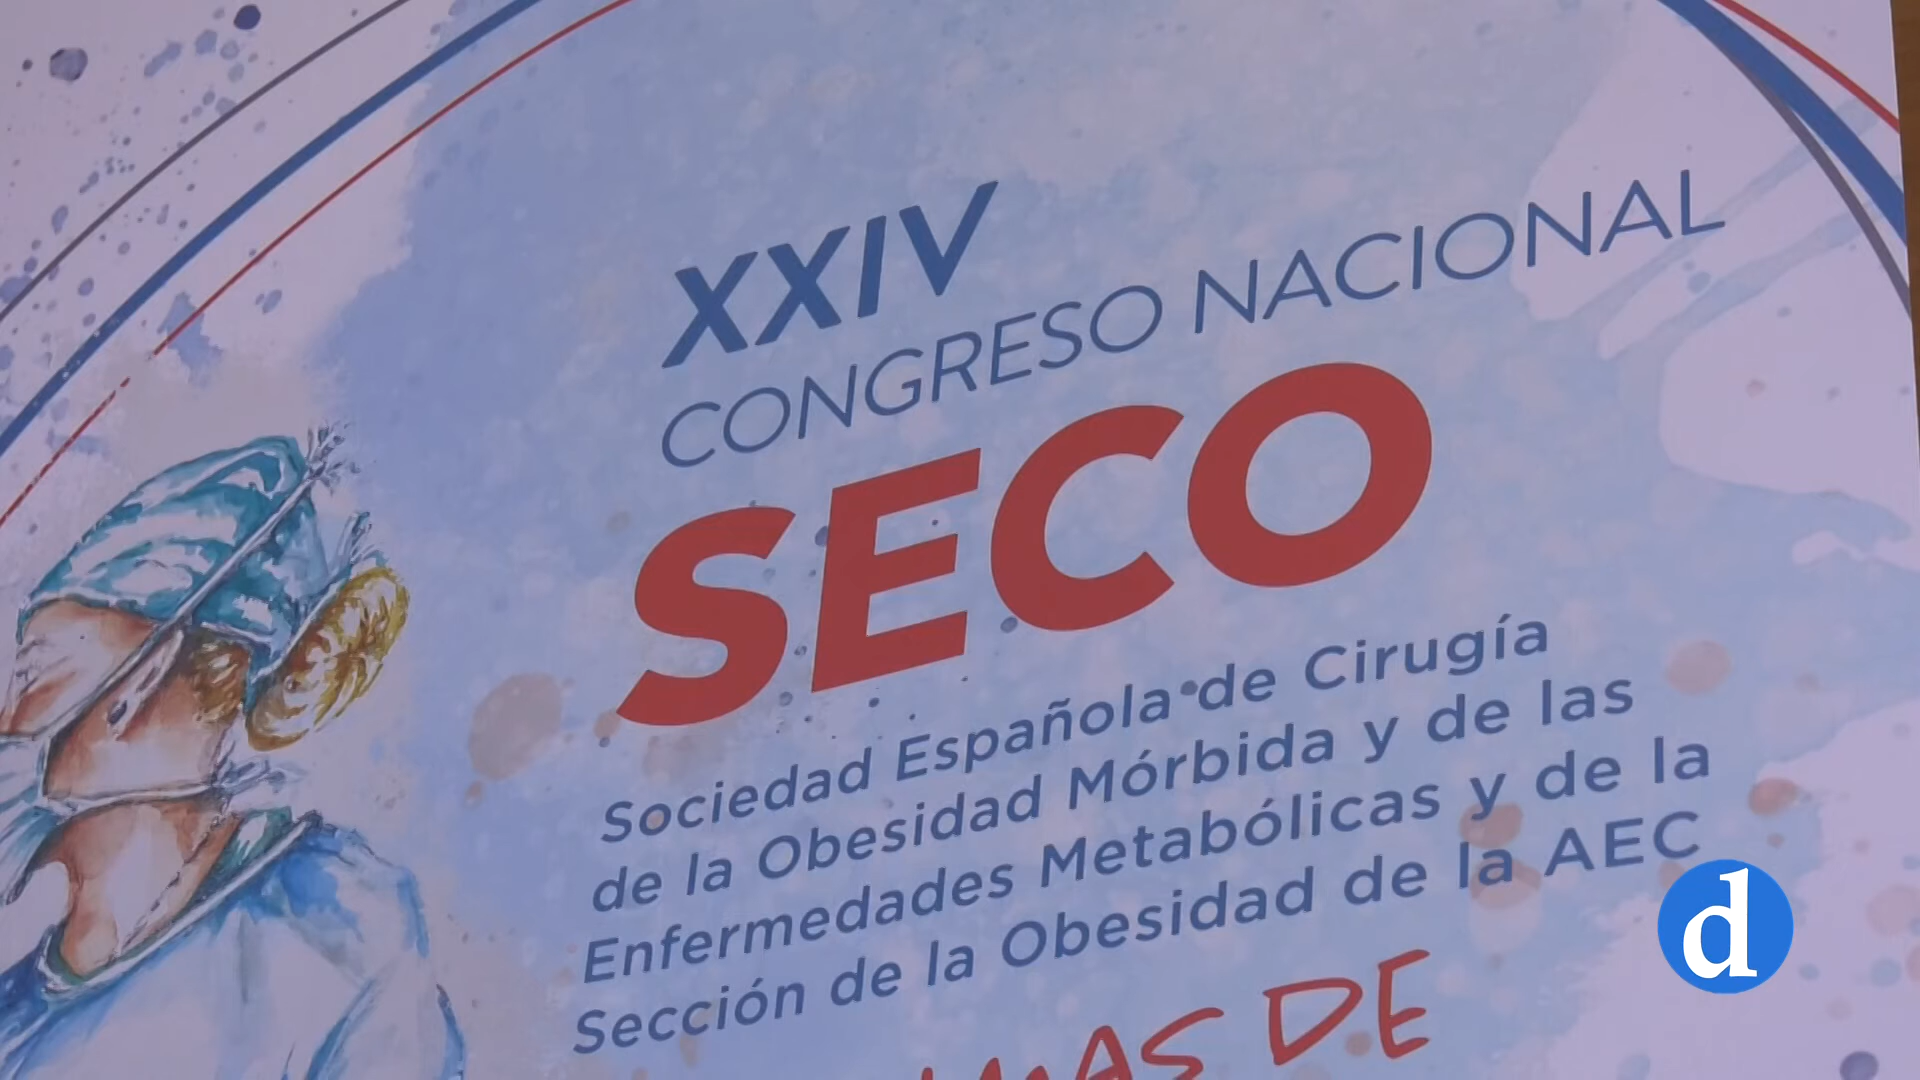 XXIV
CONGRESO NACIONAL
SECO
Sociedad Española de Cirugía
de la Obesidad Mórbida y de las
Enfermedades Metabólicas y de la
Sección de la Obesidad de la AEC
DE
d